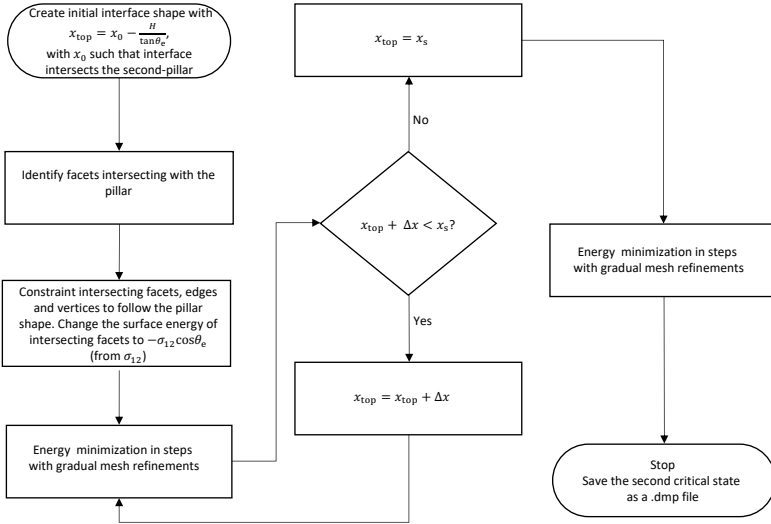 Create initial interface shape with
x_top = x_0 − H/tanθ_e,
with x_0 such that interface
intersects the second-pillar
Identify facets intersecting with the
pillar
Constraint intersecting facets, edges
and vertices to follow the pillar
shape. Change the surface energy of
intersecting facets to −σ_12cosθ_e
(from σ_12)
Energy minimization in steps
with gradual mesh refinements
x_top = x_s
No
x_top + Δx < x_s?
Yes
x_top = x_top + Δx
Energy minimization in steps
with gradual mesh refinements
Stop
Save the second critical state
as a .dmp file